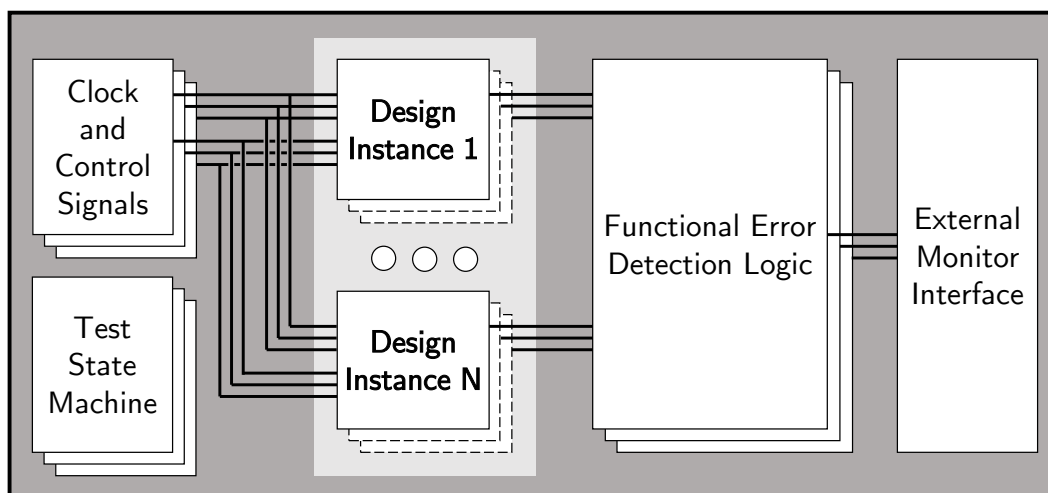 Clock
and
Control
Signals
Test
State
Machine
Design
Instance 1
Design
Instance N
Functional Error
Detection Logic
External
Monitor
Interface